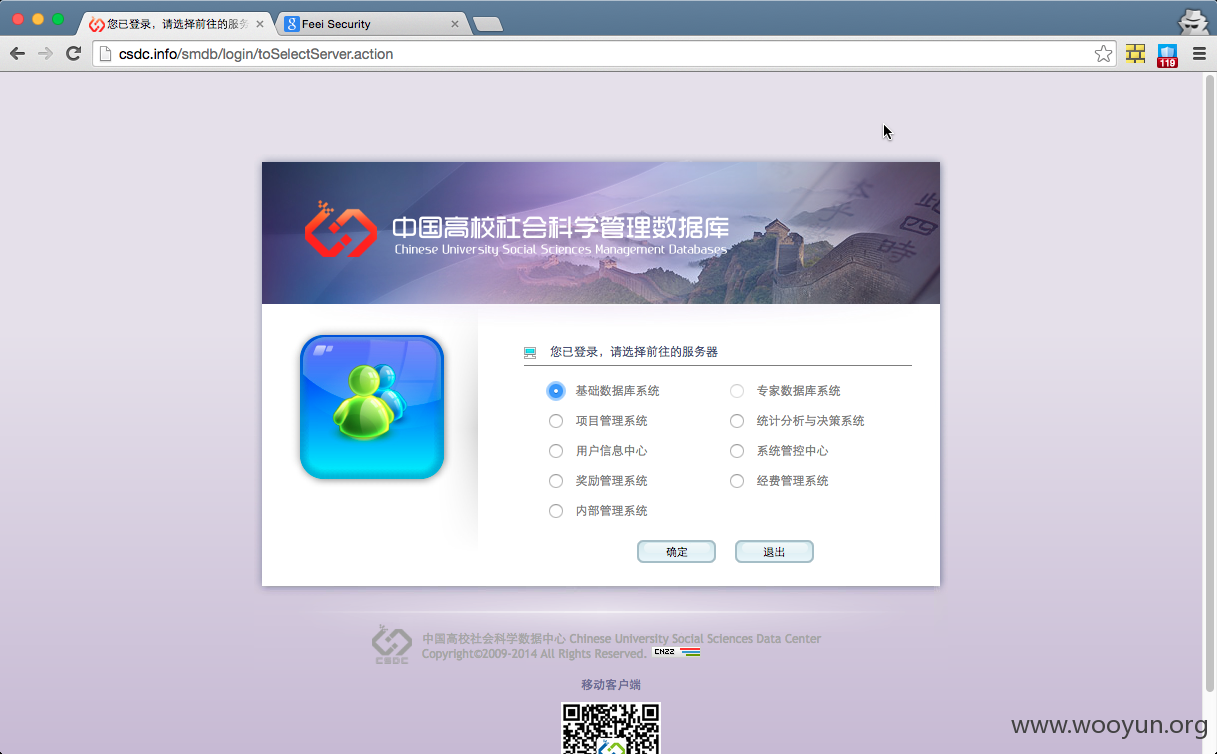 您已登录，请选择前往的服务
Feei Security
csdc.info/smdb/login/toSelectServer.action
119
中国高校社会科学管理数据库
Chinese University Social Sciences Management Databases
此四時
您已登录，请选择前往的服务器
基础数据库系统 专家数据库系统
项目管理系统 统计分析与决策系统
用户信息中心 系统管控中心
奖励管理系统 经费管理系统
内部管理系统
确定 退出
CSDC
中国高校社会科学数据中心 Chinese University Social Sciences Data Center
Copyright©2009-2014 All Rights Reserved. CNZZ
移动客户端
www.wooyun.org